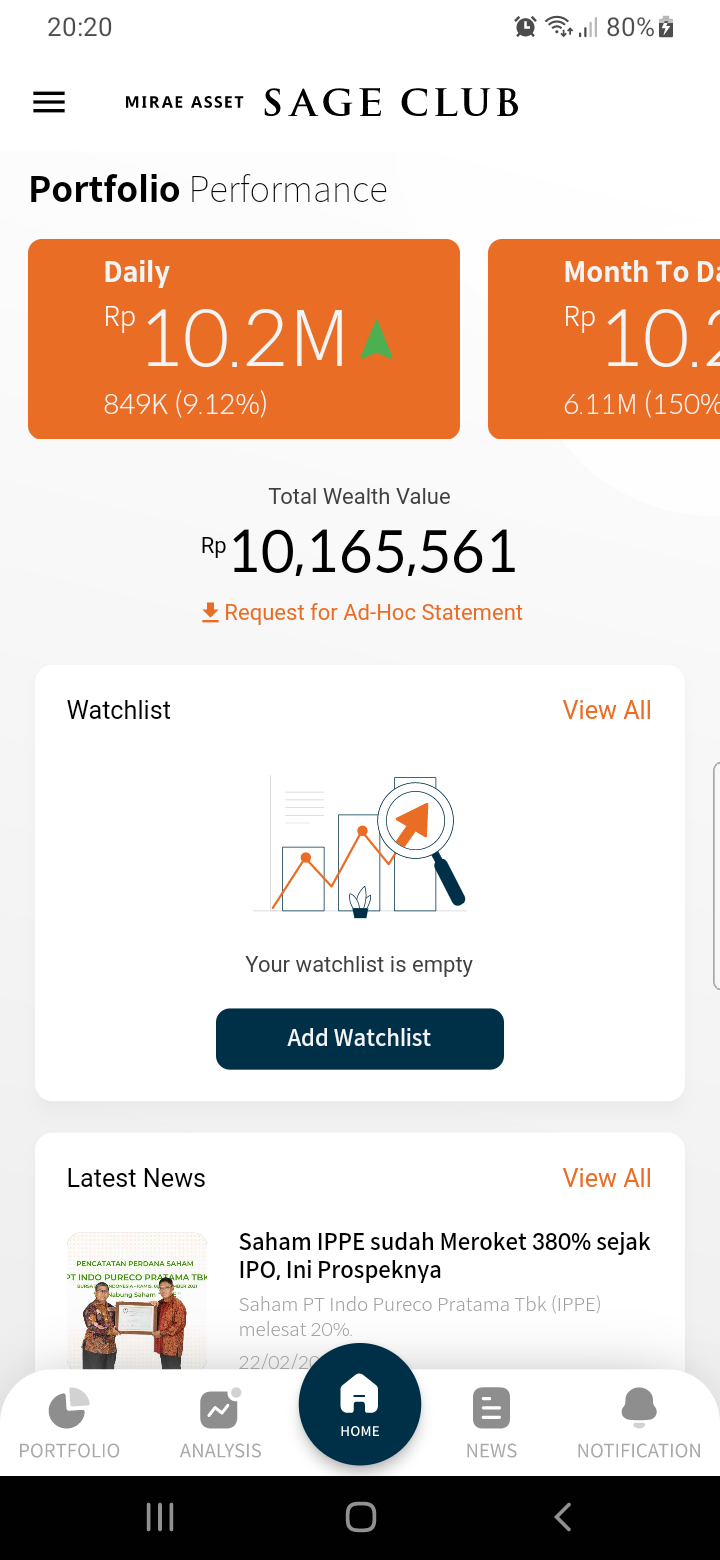 20:20
80%
MIRAE ASSET SAGE CLUB
Portfolio Performance
Daily
Rp 10.2M
849K (9.12%)
Month To Da
Rp 10.2
6.11M (150%
Total Wealth Value
Rp 10,165,561
Request for Ad-Hoc Statement
Watchlist
View All
Your watchlist is empty
Add Watchlist
Latest News
View All
PENCATATAN PERDANA SAHAM
PT INDO PURECO PRATAMA TBK
Nabung Saham
Saham IPPE sudah Meroket 380% sejak
IPO, Ini Prospeknya
Saham PT Indo Pureco Pratama Tbk (IPPE)
melesat 20%.
22/02/20
PORTFOLIO
ANALYSIS
HOME
NEWS
NOTIFICATION